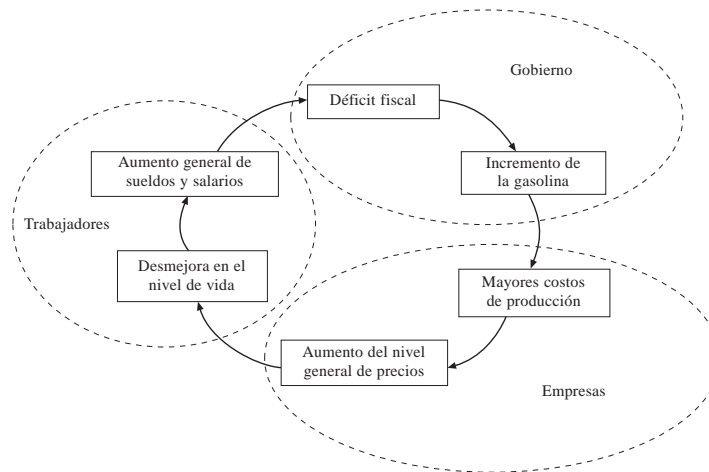 Gobierno
Déficit fiscal
Aumento general de
sueldos y salarios
Incremento de
la gasolina
Trabajadores
Desmejora en el
nivel de vida
Mayores costos
de producción
Aumento del nivel
general de precios
Empresas